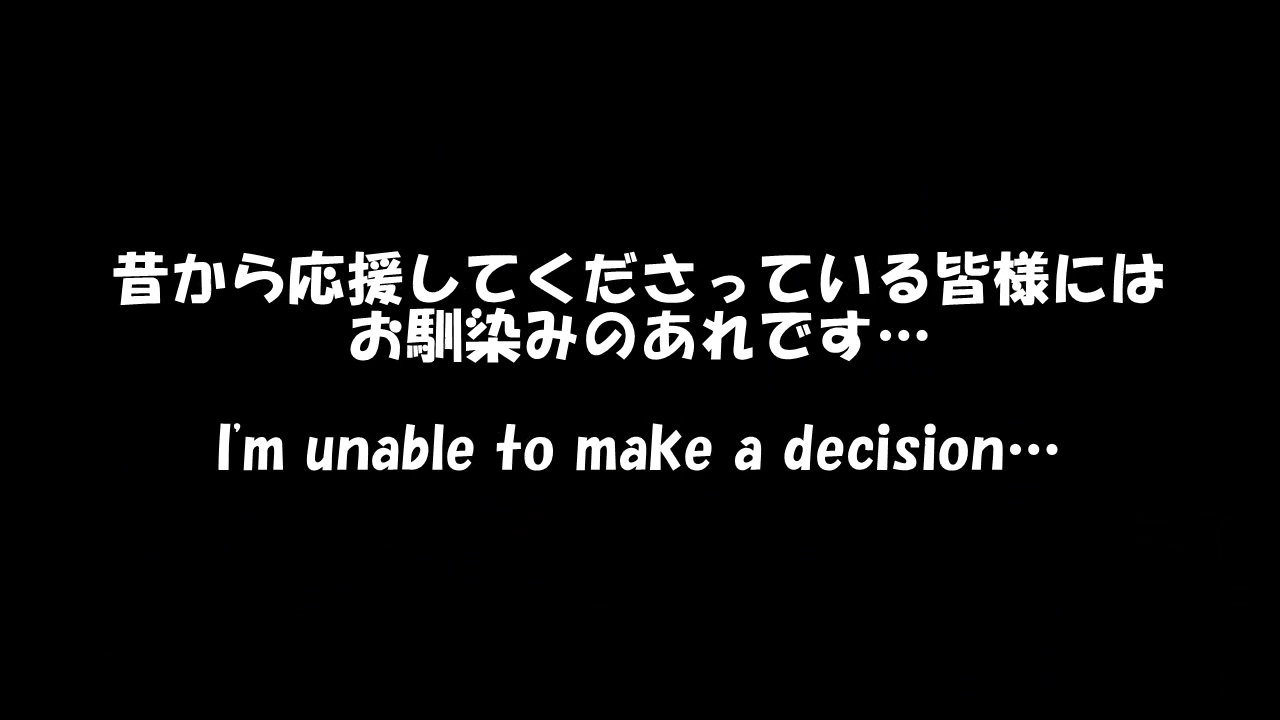 昔から応援してくださっている皆様には
お馴染みのあれです…
I'm unable to make a decision…